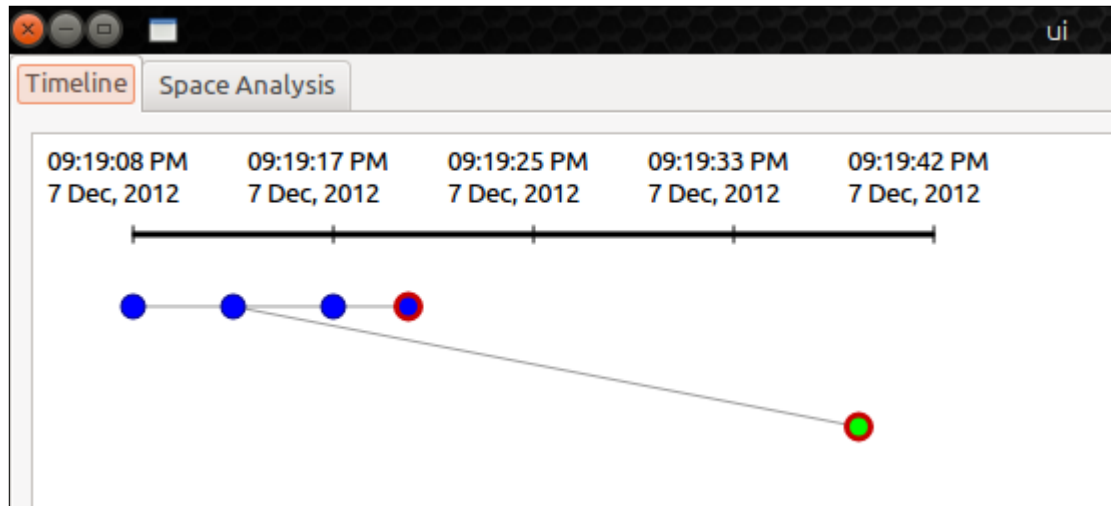 ui
Timeline
Space Analysis
09:19:08 PM
7 Dec, 2012
09:19:17 PM
7 Dec, 2012
09:19:25 PM
7 Dec, 2012
09:19:33 PM
7 Dec, 2012
09:19:42 PM
7 Dec, 2012